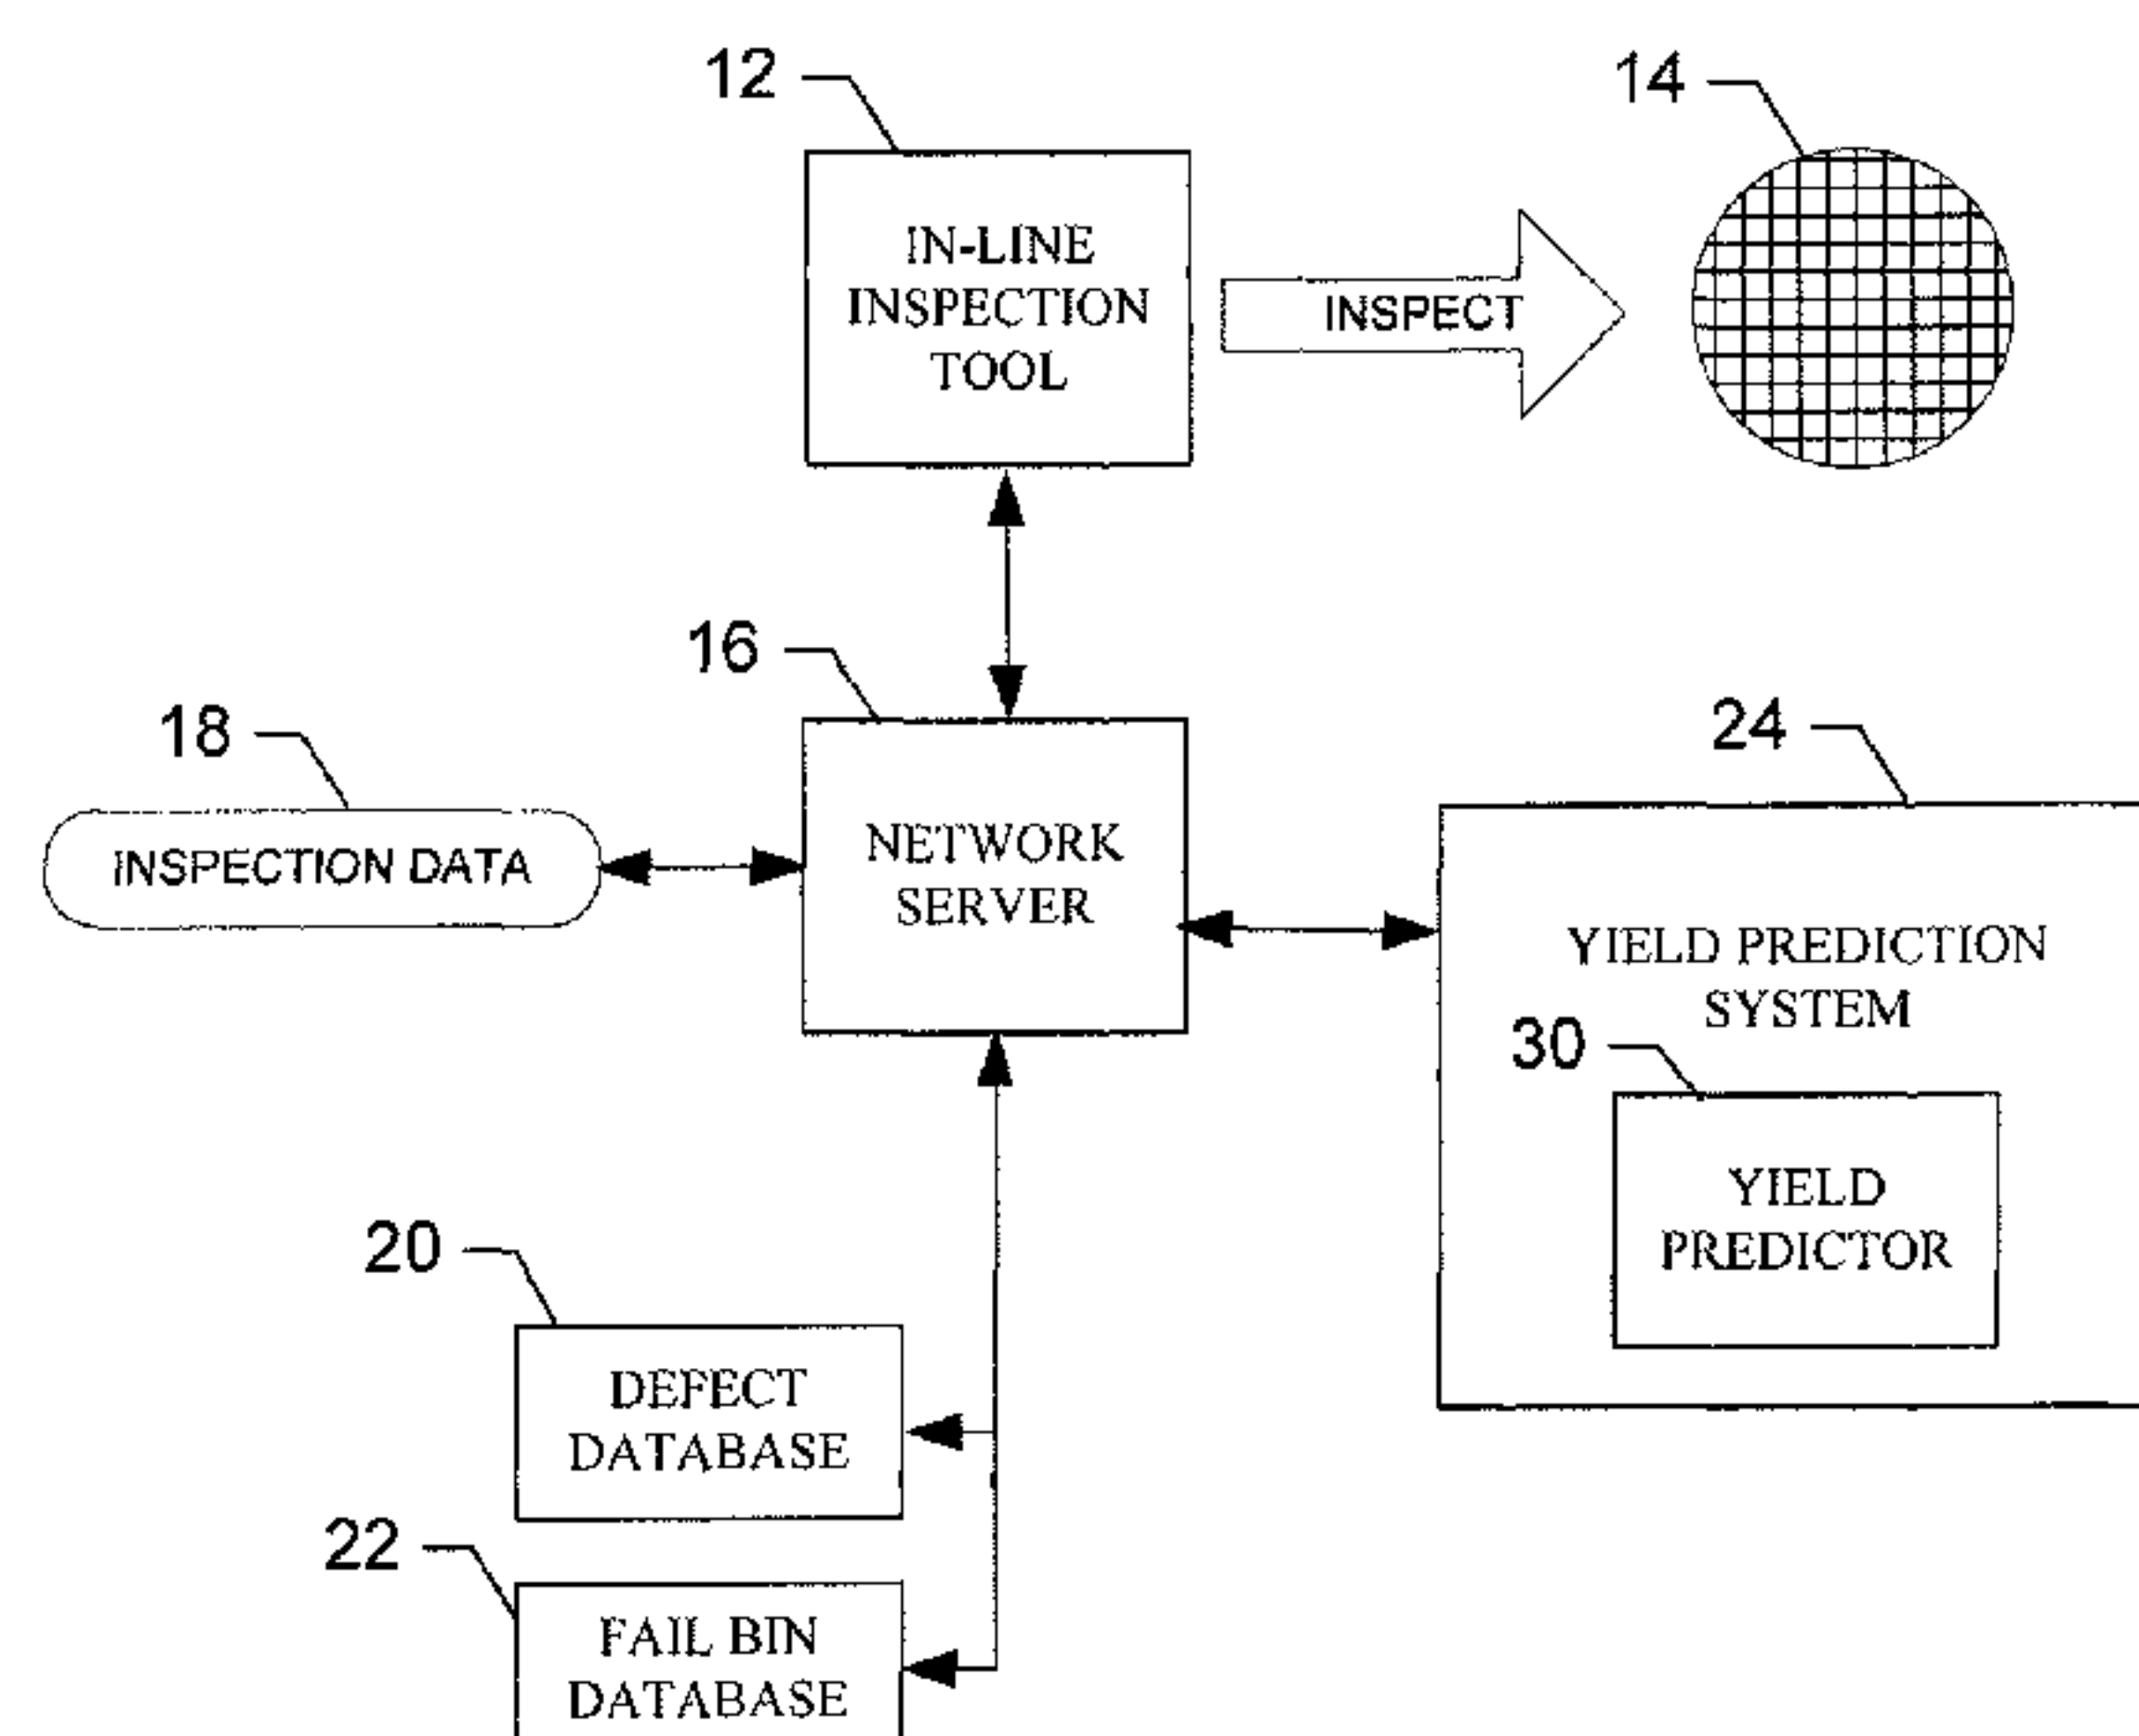 12
14
IN-LINE
INSPECTION
TOOL
INSPECT
16
18
24
INSPECTION DATA
NETWORK
SERVER
YIELD PREDICTION
SYSTEM
30
YIELD
PREDICTOR
20
DEFECT
DATABASE
22
FAIL BIN
DATABASE